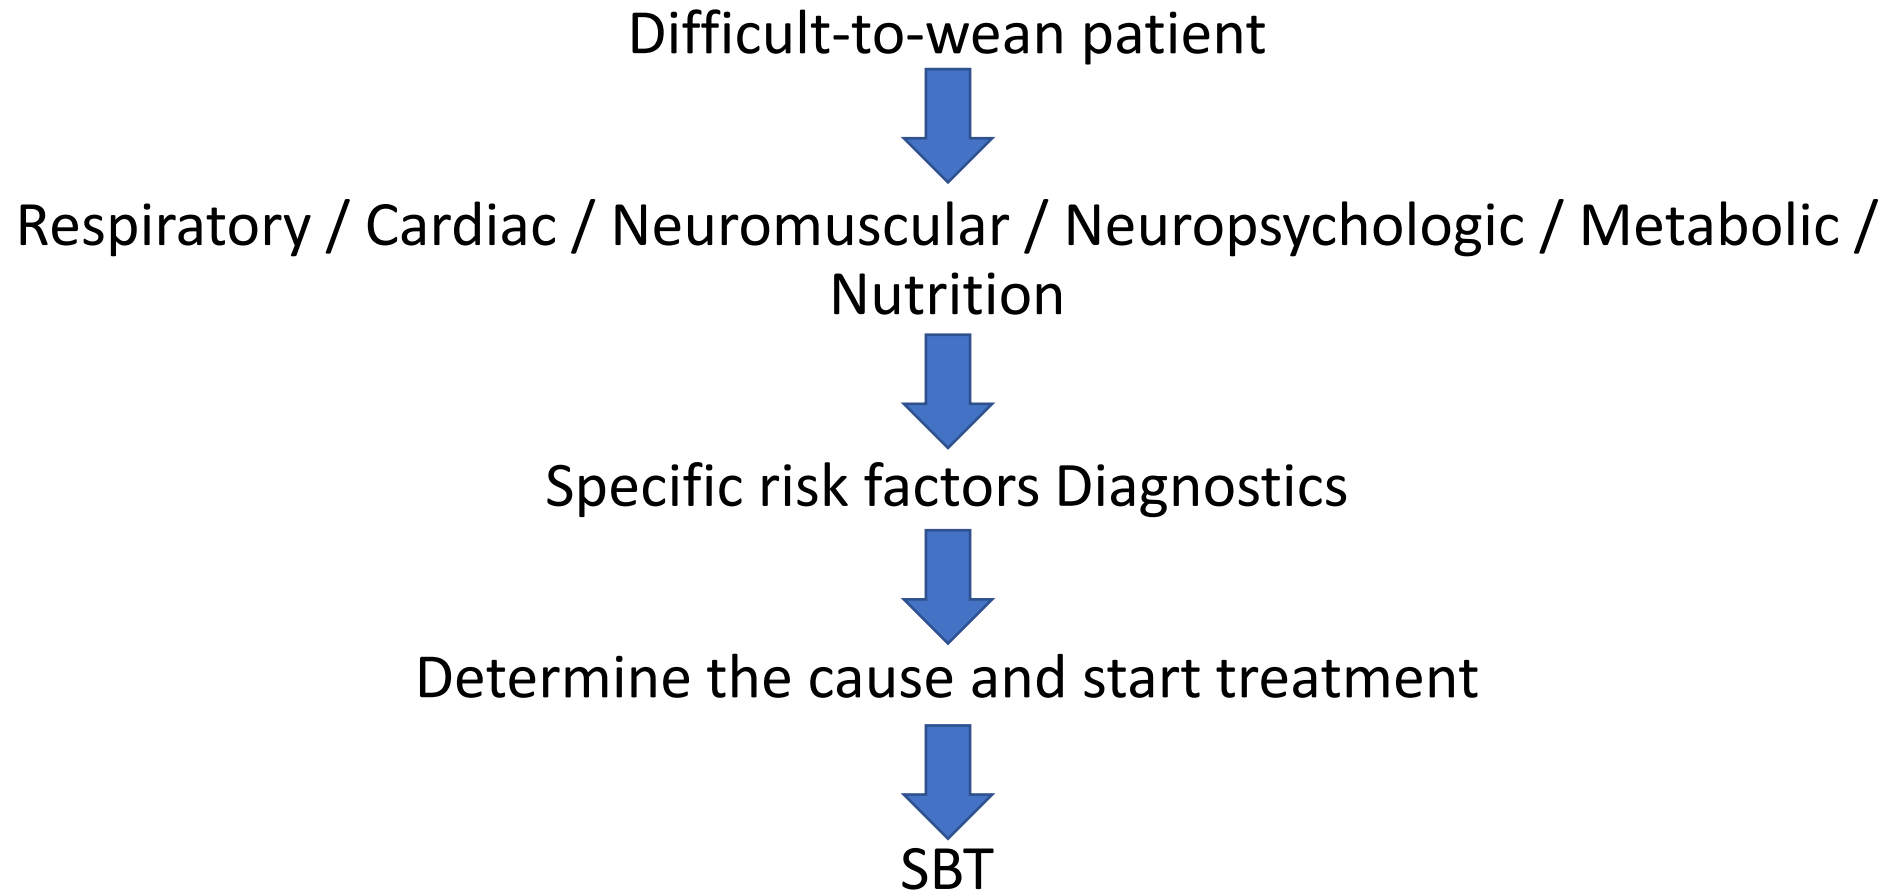 Difficult-to-wean patient
Respiratory / Cardiac / Neuromuscular / Neuropsychologic / Metabolic /
Nutrition
Specific risk factors Diagnostics
Determine the cause and start treatment
SBT